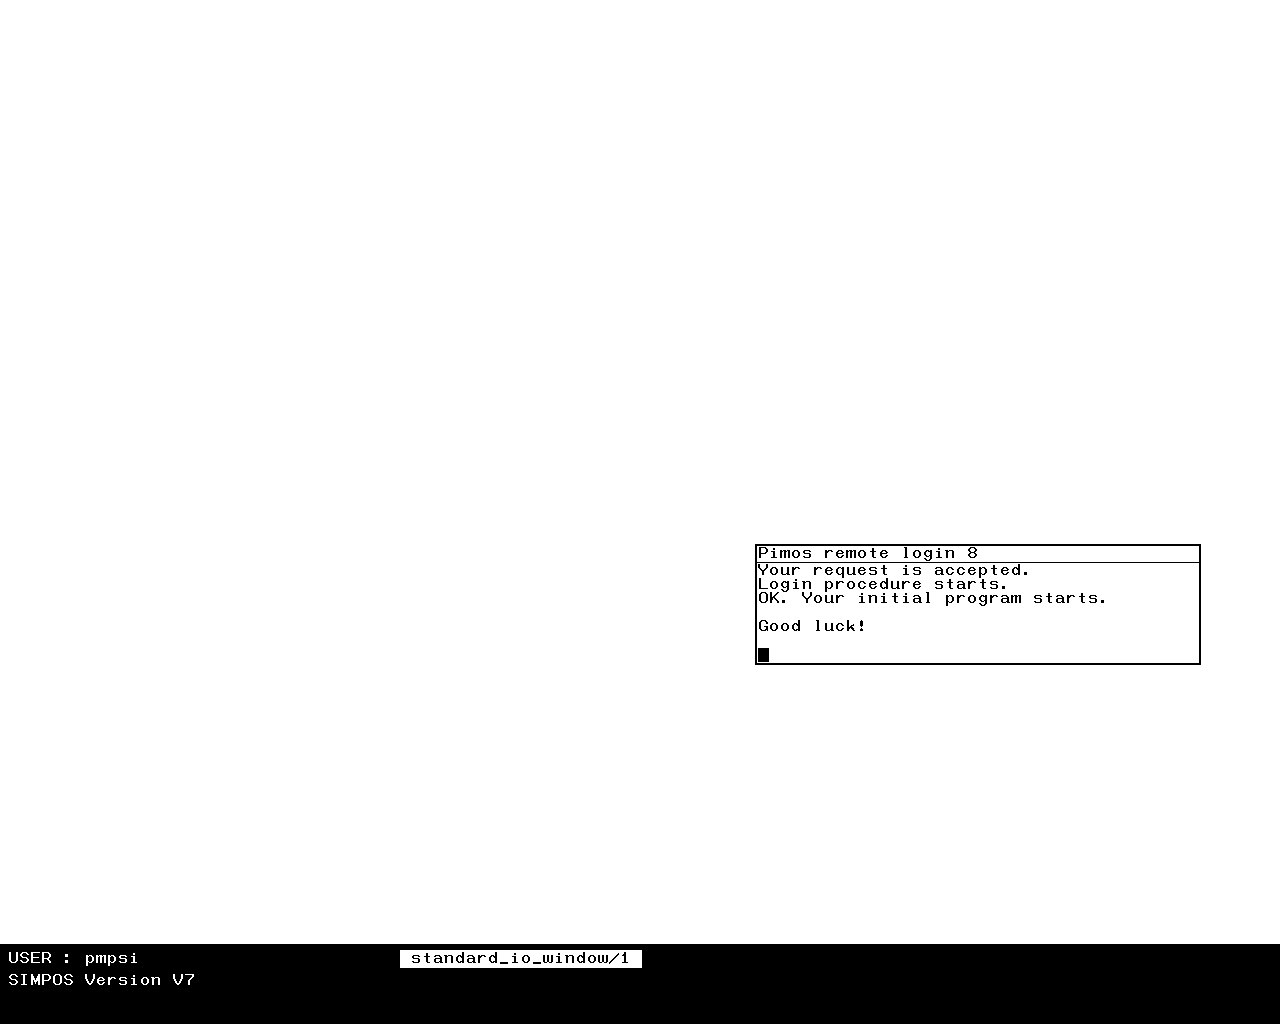 Pimos remote login 8
Your request is accepted.
Login procedure starts.
OK. Your initial program starts.
Good luck!
USER : pmpsi
standard_io_window/1
SIMPOS Version V7